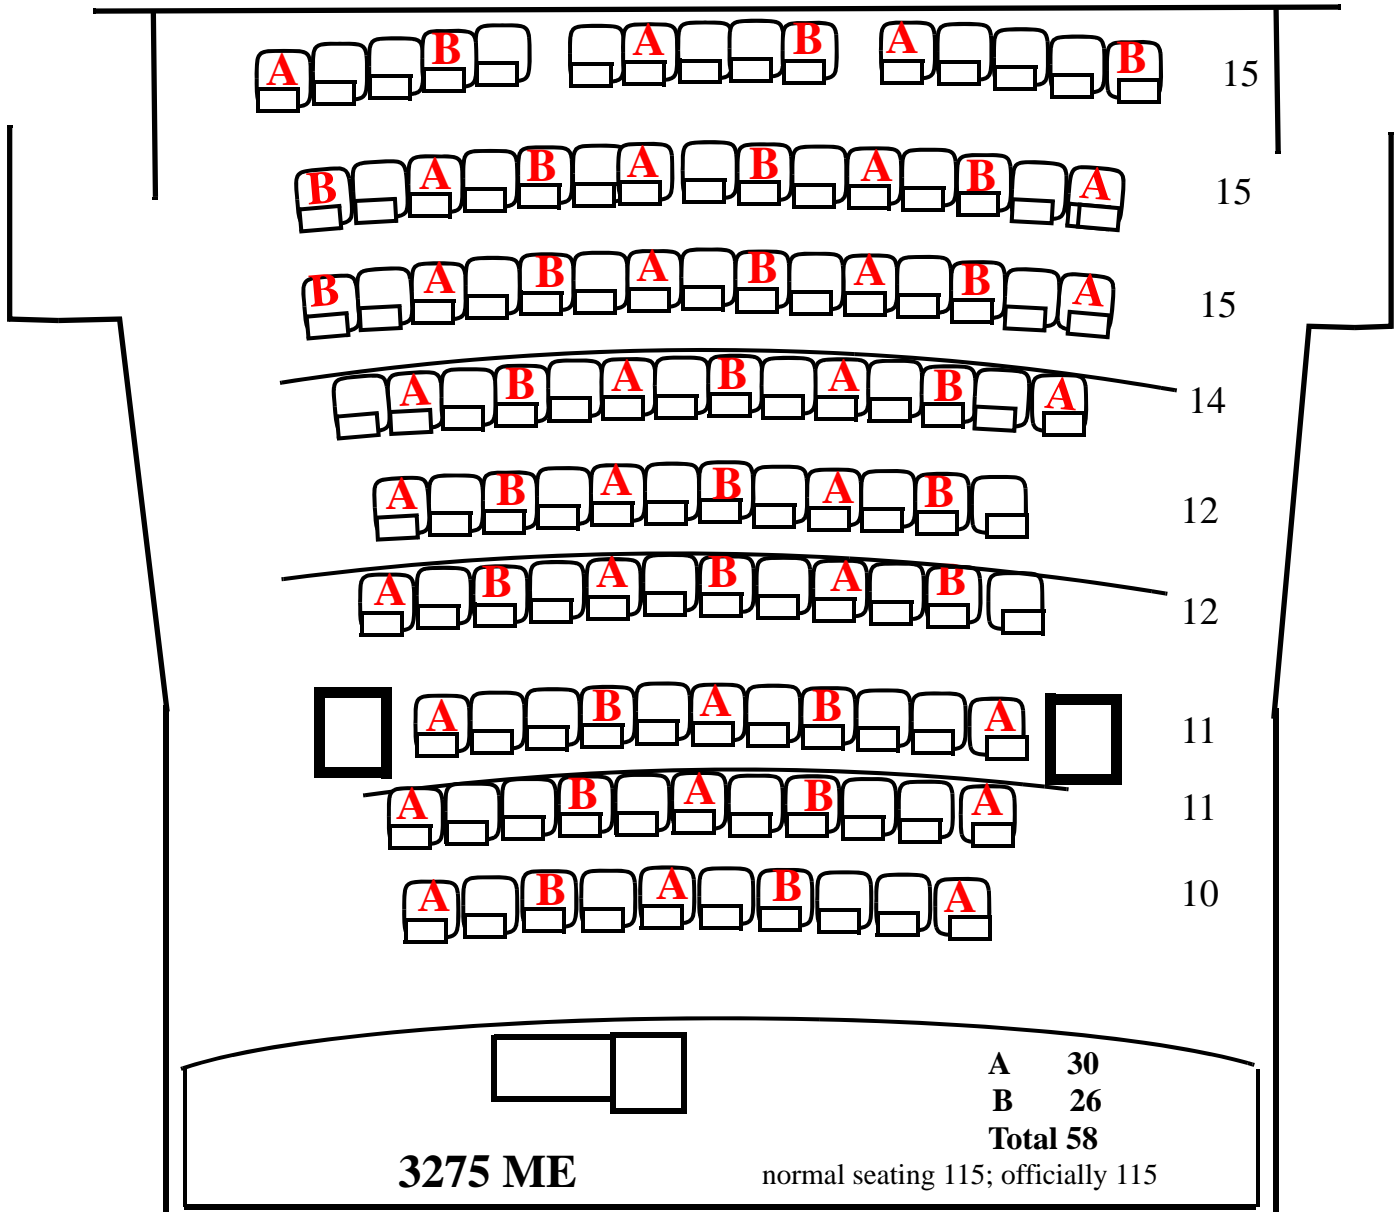 A B A B A B 15
B A B A B A B A 15
B A B A B A B A 15
A B A B A B A 14
A B A B A B 12
A B A B A B 12
A B A B A 11
A B A B A 11
A B A B A 10
A 30
B 26
Total 58
3275 ME
normal seating 115; officially 115